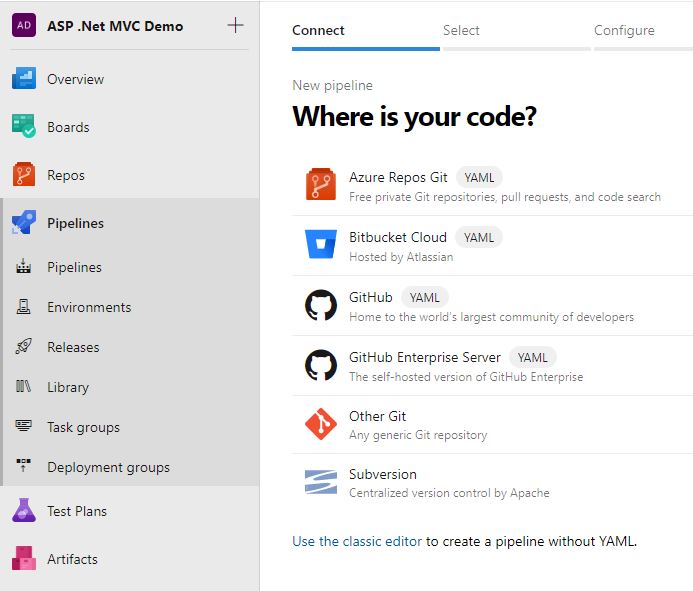 AD
ASP .Net MVC Demo
Overview
Boards
Repos
Pipelines
Pipelines
Environments
Releases
Library
Task groups
Deployment groups
Test Plans
Artifacts
Connect
Select
Configure
New pipeline
Where is your code?
Azure Repos Git YAML
Free private Git repositories, pull requests, and code search
Bitbucket Cloud YAML
Hosted by Atlassian
GitHub YAML
Home to the world's largest community of developers
GitHub Enterprise Server YAML
The self-hosted version of GitHub Enterprise
Other Git
Any generic Git repository
Subversion
Centralized version control by Apache
Use the classic editor to create a pipeline without YAML.